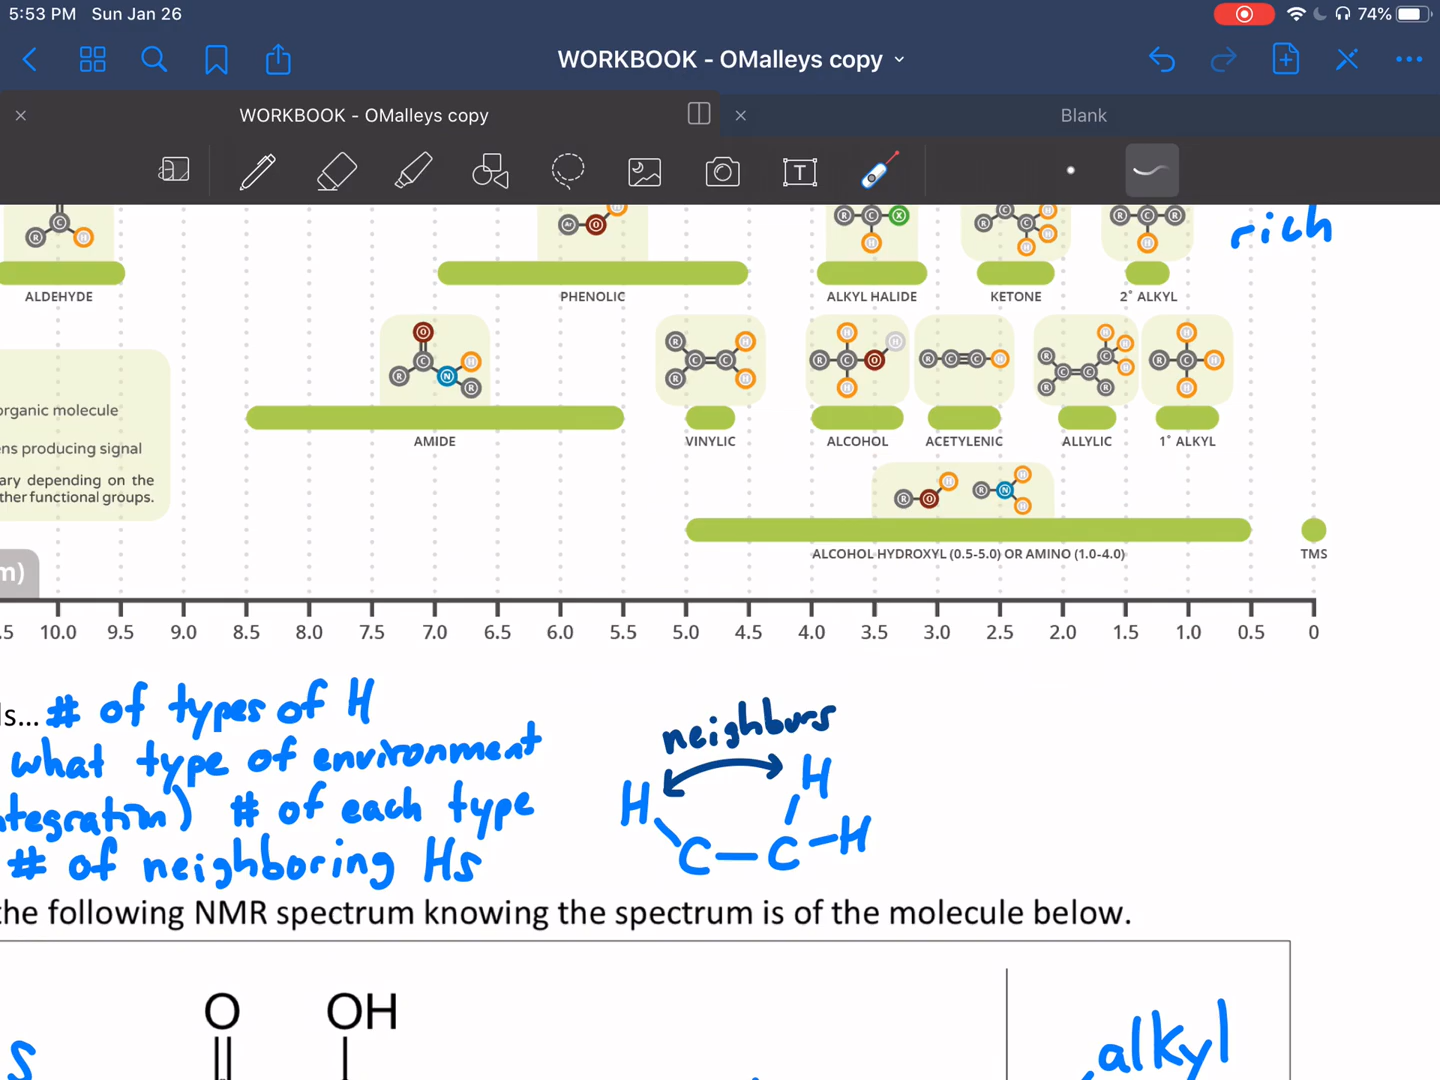 5:53 PM Sun Jan 26
74%
WORKBOOK - OMalleys copy
WORKBOOK - OMalleys copy
Blank
T
R C H
Ar O H
R C X H
R C C H H H
R C R H
rich
ALDEHYDE
PHENOLIC
ALKYL HALIDE
KETONE
2° ALKYL
O C R N H R
R R C C H H
H R C O H H
R C C H
R R C C R C H H H
H R C H H
organic molecule
ens producing signal
ary depending on the
ther functional groups.
AMIDE
VINYLIC
ALCOHOL
ACETYLENIC
ALLYLIC
1° ALKYL
R O H R N H H
ALCOHOL HYDROXYL (0.5-5.0) OR AMINO (1.0-4.0)
TMS
m)
.5 10.0 9.5 9.0 8.5 8.0 7.5 7.0 6.5 6.0 5.5 5.0 4.5 4.0 3.5 3.0 2.5 2.0 1.5 1.0 0.5 0
ls... # of types of H
what type of environment
ntegration) # of each type
# of neighboring Hs
neighburs
H H
C — C – H
the following NMR spectrum knowing the spectrum is of the molecule below.
O OH
s
alkyl